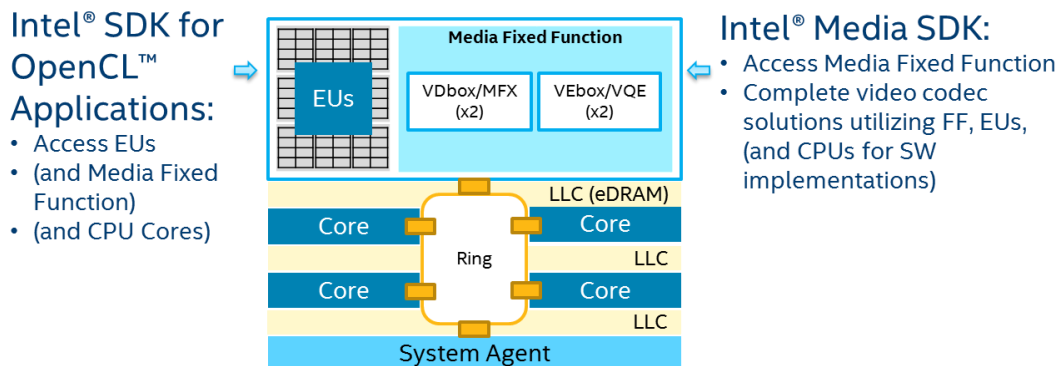 Intel® SDK for
OpenCL™
Applications:
• Access EUs
• (and Media Fixed
Function)
• (and CPU Cores)
EUs
Media Fixed Function
VDbox/MFX
(x2)
VEbox/VQE
(x2)
LLC (eDRAM)
Core
Core
Ring
LLC
Core
Core
LLC
System Agent
Intel® Media SDK:
• Access Media Fixed Function
• Complete video codec
solutions utilizing FF, EUs,
(and CPUs for SW
implementations)